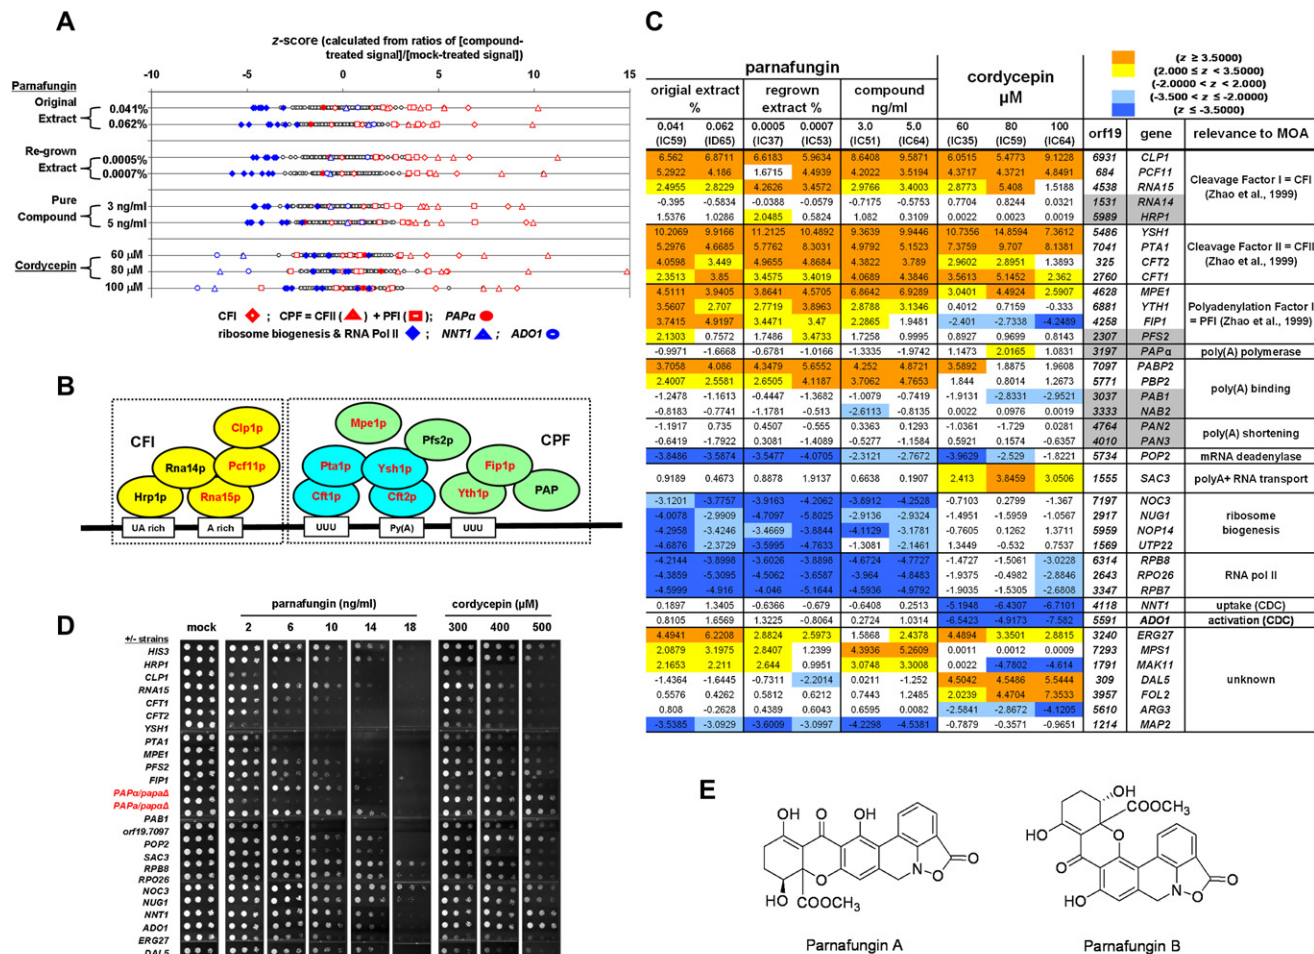 A
z-score (calculated from ratios of [compound-
treated signal]/[mock-treated signal])
-10 -5 0 5 10 15
Parnafungin
Original
Extract
0.041%
0.062%
Re-grown
Extract
0.0005%
0.0007%
Pure
Compound
3 ng/ml
5 ng/ml
Cordycepin
60 µM
80 µM
100 µM
CFI ; CPF = CFII ( ) + PFI ( ); PAPα
ribosome biogenesis & RNA Pol II ; NNT1 ; ADO1
B
CFI
CPF
Clp1p
Rna14p
Pcf11p
Hrp1p
Rna15p
UA rich
A rich
Mpe1p
Pfs2p
Pta1p
Ysh1p
Fip1p
Cft1p
Cft2p
Yth1p
PAP
UUU
Py(A)
UUU
C
parnafungin
cordycepin
µM
origial extract
%
regrown
extract %
compound
ng/ml
(z ≥ 3.5000)
(2.000 ≤ z < 3.5000)
(-2.0000 < z < 2.000)
(-3.500 < z ≤ -2.0000)
(z ≤ -3.5000)
0.041 0.062 0.0005 0.0007 3.0 5.0 60 80 100 orf19 gene relevance to MOA
(IC59) (ID65) (IC37) (IC53) (IC51) (IC64) (IC35) (IC59) (IC64)
6.562 6.8711 6.6183 5.9634 8.6408 9.5871 6.0515 5.4773 9.1228 6931 CLP1
5.2922 4.186 1.6715 4.4939 4.2022 3.5194 4.3717 4.3721 4.8491 684 PCF11
2.4955 2.8229 4.2626 3.4572 2.9766 3.4003 2.8773 5.408 1.5188 4538 RNA15
-0.395 -0.5834 -0.0388 -0.0579 -0.7175 -0.5753 0.7704 0.8244 0.0321 1531 RNA14
1.5376 1.0286 2.0485 0.5824 1.082 0.3109 0.0022 0.0023 0.0019 5989 HRP1
Cleavage Factor I = CFI
(Zhao et al., 1999)
10.2069 9.9166 11.2125 10.4892 9.3639 9.9446 10.7356 14.8594 7.3612 5486 YSH1
5.2976 4.6685 5.7762 8.3031 4.9792 5.1523 7.3759 9.707 8.1381 7041 PTA1
4.0598 3.449 4.9655 4.8684 4.3822 3.789 2.9602 2.8951 1.3893 325 CFT2
2.3513 3.85 3.4575 3.4019 4.0689 4.3846 3.5613 5.1452 2.362 2760 CFT1
Cleavage Factor II = CFII
(Zhao et al., 1999)
4.5111 3.9405 3.8641 4.5705 6.8642 6.9289 3.0401 4.4924 2.5907 4628 MPE1
3.5607 2.707 2.7719 3.8963 2.8788 3.1346 0.4012 0.7159 -0.333 6881 YTH1
3.7415 4.9197 3.4471 3.47 2.2865 1.9481 -2.401 -2.7338 -4.2489 4258 FIP1
2.1303 0.7572 1.7486 3.4733 1.7258 0.9995 0.8927 0.9699 0.8143 2307 PFS2
Polyadenylation Factor I
= PFI (Zhao et al., 1999)
-0.9971 -1.6668 -0.6781 -1.0166 -1.3335 -1.9742 1.1473 2.0165 1.0831 3197 PAPα poly(A) polymerase
3.7058 4.086 4.3479 5.6552 4.252 4.8721 3.5892 1.8875 1.9608 7097 PABP2
2.4007 2.5581 2.6505 4.1187 3.7062 4.7653 1.844 0.8014 1.2673 5771 PBP2
-1.2478 -1.1613 -0.4447 -1.3682 -1.0079 -0.7419 -1.9131 -2.8331 -2.9521 3037 PAB1
-0.8183 -0.7741 -1.1781 -0.513 -2.6113 -0.8135 0.0022 0.0976 0.0019 3333 NAB2
poly(A) binding
-1.1917 0.735 0.4507 -0.555 0.3363 0.1293 -1.0361 -1.729 0.0281 4764 PAN2
-0.6419 -1.7922 0.3081 -1.4089 -0.5277 -1.1584 0.5921 0.1574 -0.6357 4010 PAN3
poly(A) shortening
-3.8486 -3.5874 -3.5477 -4.0705 -2.3121 -2.7672 -3.9629 -2.529 -1.8221 5734 POP2 mRNA deadenylase
0.9189 0.4673 0.8878 1.9137 0.6638 0.1907 2.413 3.8459 3.0506 1555 SAC3 polyA+ RNA transport
-3.1201 -3.7757 -3.9163 -4.2062 -3.8912 -4.2528 -0.7103 0.2799 -1.367 7197 NOC3
-4.0078 -2.9909 -4.7097 -5.8025 -2.9136 -2.9324 -1.4951 -1.5959 -1.0567 2917 NUG1
-4.2958 -3.4246 -3.4669 -3.8844 -4.1129 -3.1781 -0.7605 0.1262 1.3711 5959 NOP14
-4.6876 -2.3729 -3.5995 -4.7633 -1.3081 -2.1461 1.3449 -0.532 0.7537 1569 UTP22
ribosome
biogenesis
-4.2144 -3.8998 -3.6026 -3.8898 -4.6724 -4.7727 -1.4727 -1.5061 -3.0228 6314 RPB8
-4.3859 -5.3095 -4.5062 -3.6587 -3.964 -4.8483 -1.9375 -0.4982 -2.8846 2643 RPO26
-4.5999 -4.916 -4.046 -5.1644 -4.5936 -4.9792 -1.9035 -1.5305 -2.6808 3347 RPB7
RNA pol II
0.1897 1.3405 -0.6366 -0.679 -0.6408 0.2513 -5.1948 -6.4307 -6.7101 4118 NNT1 uptake (CDC)
0.8105 1.6569 1.3225 -0.8064 0.2724 1.0314 -6.5423 -4.9173 -7.582 5591 ADO1 activation (CDC)
4.4941 6.2208 2.8824 2.5973 1.5868 2.4378 4.4894 3.3501 2.8815 3240 ERG27
2.0879 3.1975 2.8407 1.2399 4.3936 5.2609 0.0011 0.0012 0.0009 7293 MPS1
2.1653 2.211 2.644 0.9951 3.0748 3.3008 0.0022 -4.7802 -4.614 1791 MAK11
-1.4364 -1.6445 -0.7311 -2.2014 0.0211 -1.252 4.5042 4.5486 5.5444 309 DAL5
0.5576 0.4262 0.5812 0.6212 0.7443 1.2485 2.0239 4.4704 7.3533 3957 FOL2
0.808 -0.2628 0.4389 0.6043 0.6595 0.0082 -2.5841 -2.8672 -4.1205 5610 ARG3
-3.5385 -3.0929 -3.6009 -3.0997 -4.2298 -4.5381 -0.7879 -0.3571 -0.9651 1214 MAP2
unknown
D
parnafungin (ng/ml)
cordycepin (µM)
+/- strains
mock 2 6 10 14 18 300 400 500
HIS3
HRP1
CLP1
RNA15
CFT1
CFT2
YSH1
PTA1
MPE1
PFS2
FIP1
PAPα/papaΔ
PAPa/papαΔ
PAB1
orf19.7097
POP2
SAC3
RPB8
RPO26
NOC3
NUG1
NNT1
ADO1
ERG27
DAL5
E
OH O OH
O N O O
HO COOCH3
Parnafungin A
OH
COOCH3
OH O
O N O O
HO
Parnafungin B